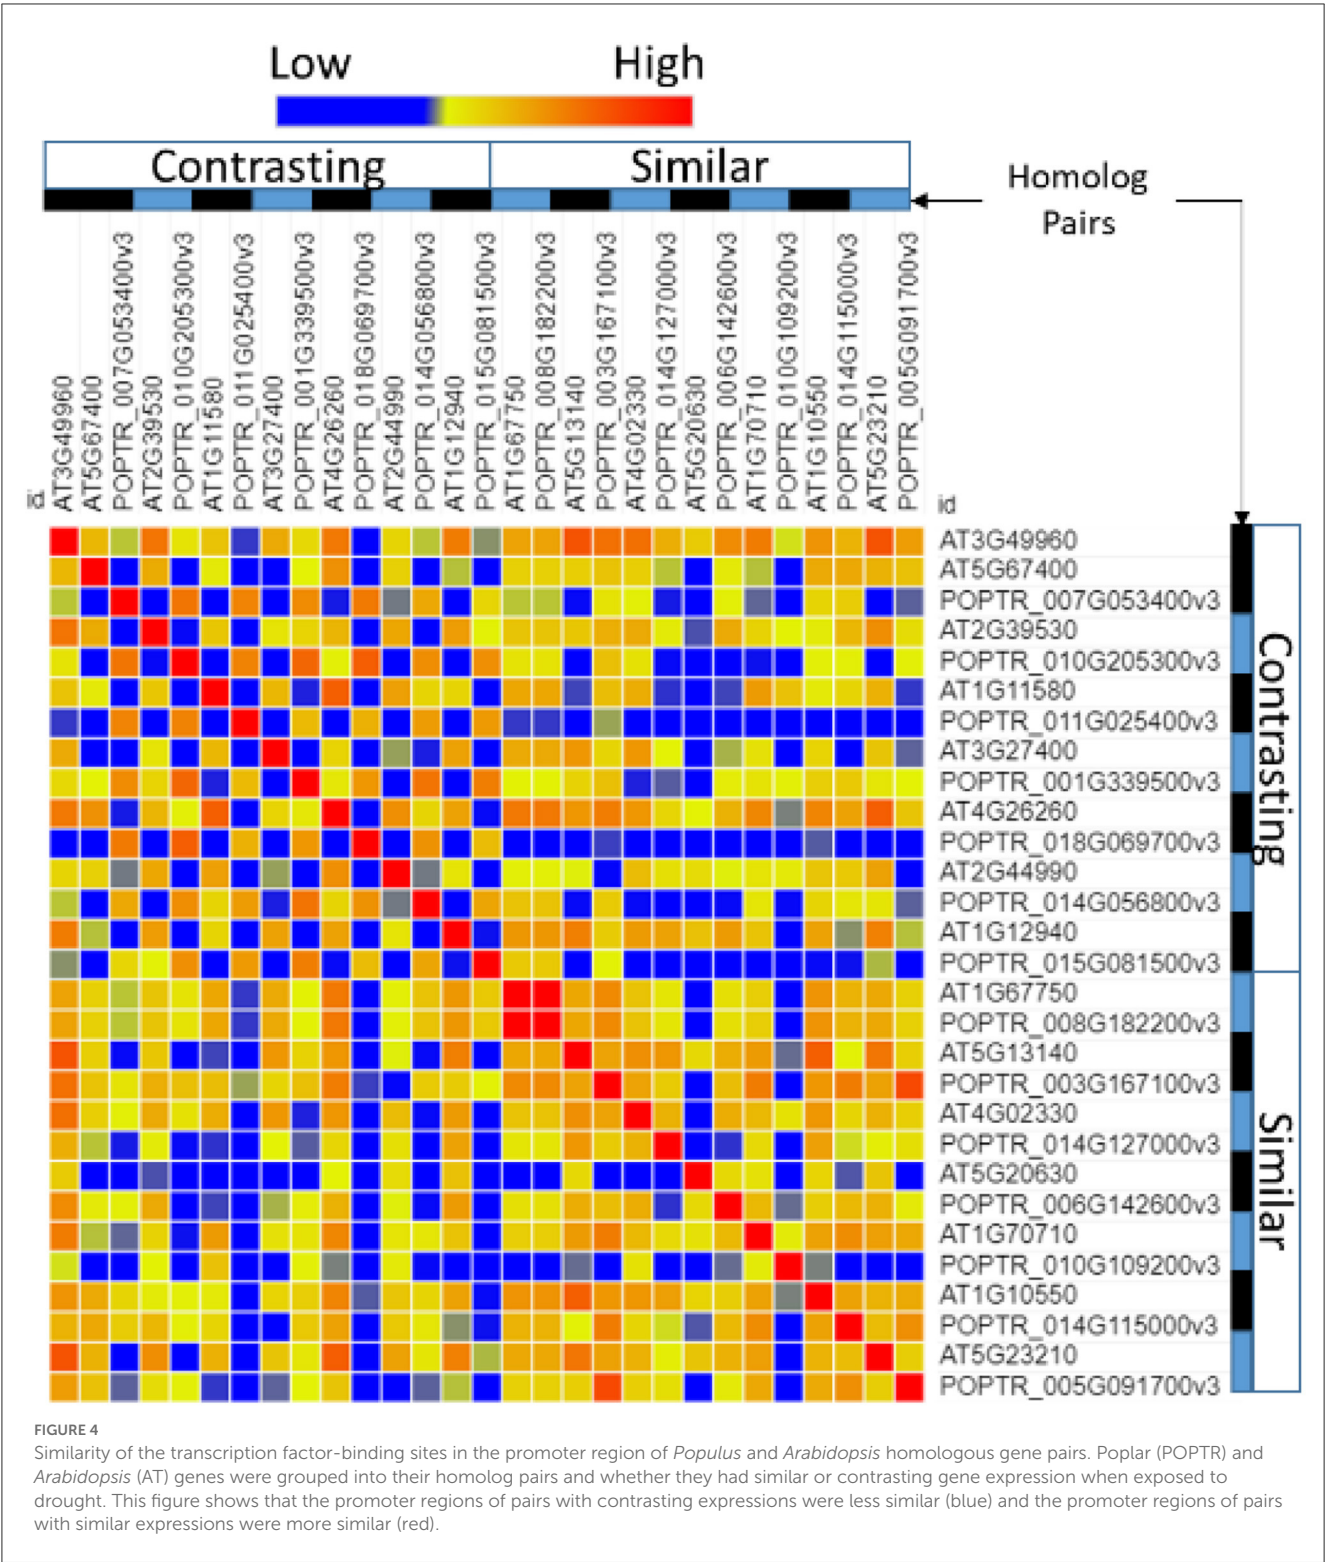 Low High
Contrasting Similar
Homolog
Pairs
id
AT3G49960
AT5G67400
POPTR_007G053400v3
AT2G39530
POPTR_010G205300v3
AT1G11580
POPTR_011G025400v3
AT3G27400
POPTR_001G339500v3
AT4G26260
POPTR_018G069700v3
AT2G44990
POPTR_014G056800v3
AT1G12940
POPTR_015G081500v3
AT1G67750
POPTR_008G182200v3
AT5G13140
POPTR_003G167100v3
AT4G02330
POPTR_014G127000v3
AT5G20630
POPTR_006G142600v3
AT1G70710
POPTR_010G109200v3
AT1G10550
POPTR_014G115000v3
AT5G23210
POPTR_005G091700v3
id
AT3G49960
AT5G67400
POPTR_007G053400v3
AT2G39530
POPTR_010G205300v3
AT1G11580
POPTR_011G025400v3
AT3G27400
POPTR_001G339500v3
AT4G26260
POPTR_018G069700v3
AT2G44990
POPTR_014G056800v3
AT1G12940
POPTR_015G081500v3
AT1G67750
POPTR_008G182200v3
AT5G13140
POPTR_003G167100v3
AT4G02330
POPTR_014G127000v3
AT5G20630
POPTR_006G142600v3
AT1G70710
POPTR_010G109200v3
AT1G10550
POPTR_014G115000v3
AT5G23210
POPTR_005G091700v3
Contrasting
Similar
FIGURE 4
Similarity of the transcription factor-binding sites in the promoter region of Populus and Arabidopsis homologous gene pairs. Poplar (POPTR) and
Arabidopsis (AT) genes were grouped into their homolog pairs and whether they had similar or contrasting gene expression when exposed to
drought. This figure shows that the promoter regions of pairs with contrasting expressions were less similar (blue) and the promoter regions of pairs
with similar expressions were more similar (red).